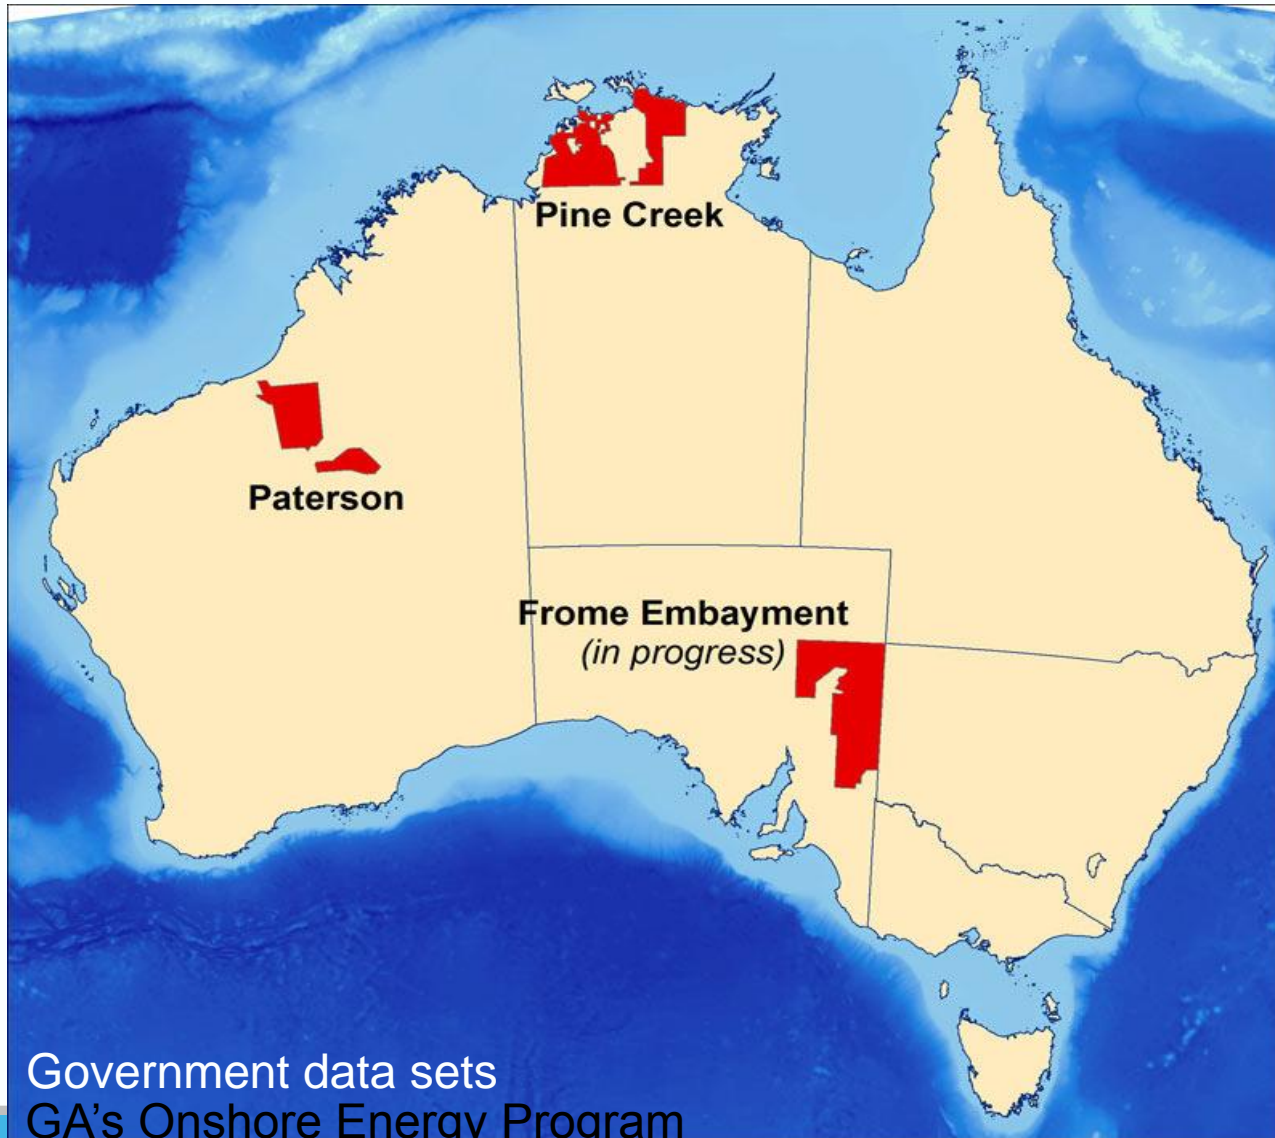 Pine Creek
Paterson
Frome Embayment
(in progress)
Government data sets
GA's Onshore Energy Program